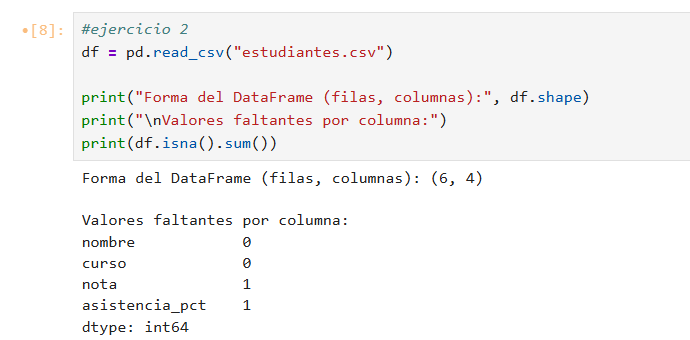 [8]: #ejercicio 2
df = pd.read_csv("estudiantes.csv")
print("Forma del DataFrame (filas, columnas):", df.shape)
print("\nValores faltantes por columna:")
print(df.isna().sum())
Forma del DataFrame (filas, columnas): (6, 4)
Valores faltantes por columna:
nombre 0
curso 0
nota 1
asistencia_pct 1
dtype: int64